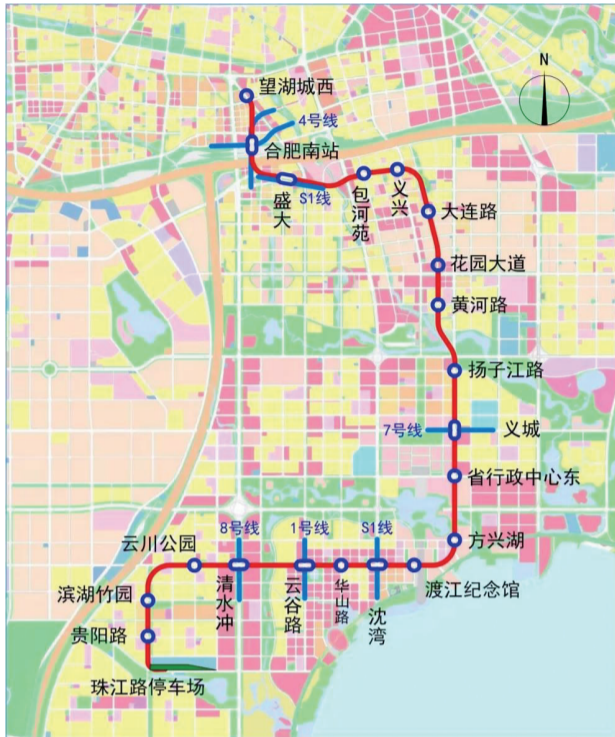 N
望湖城西
4号线
合肥南站
盛大
S1线
包河苑
义兴
大连路
花园大道
黄河路
扬子江路
7号线
义城
省行政中心东
方兴湖
8号线
1号线
S1线
云川公园
清水冲
云谷路
华山路
沈湾
渡江纪念馆
滨湖竹园
贵阳路
珠江路停车场